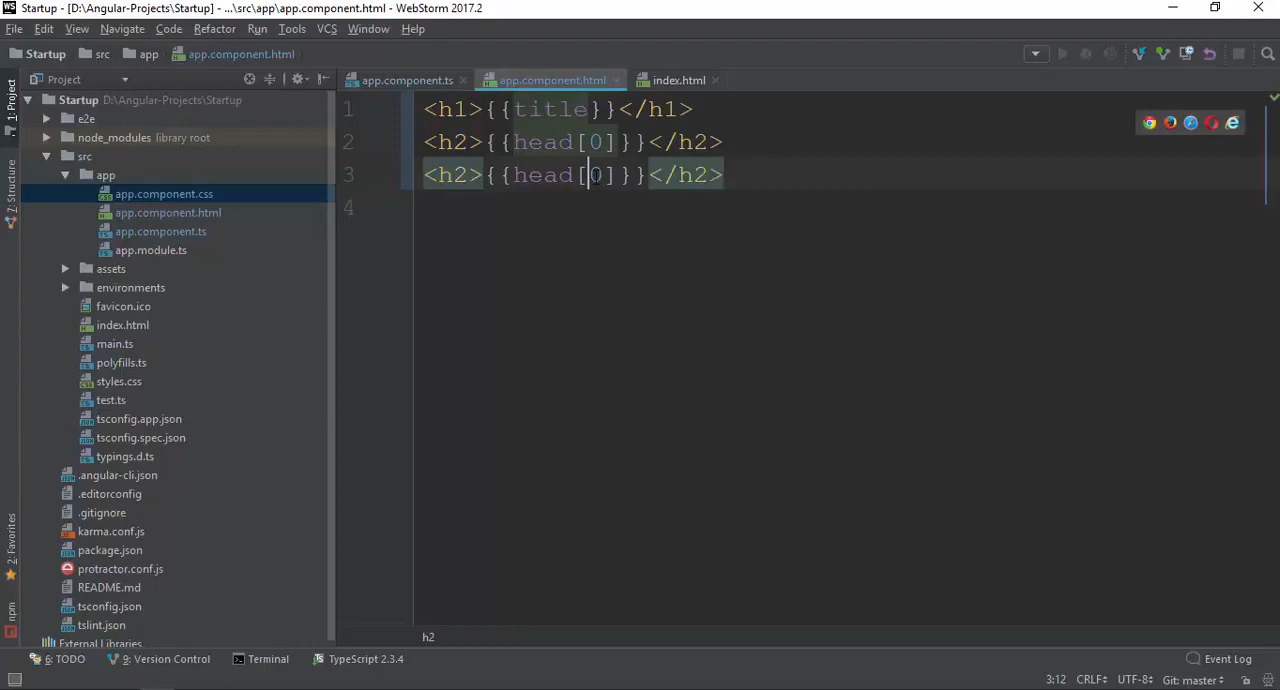 Startup - [D:\Angular-Projects\Startup] - ...\src\app\app.component.html - WebStorm 2017.2
File Edit View Navigate Code Refactor Run Tools VCS Window Help
Startup src app app.component.html
Project app.component.ts app.component.html index.html
1: Project
Z: Structure
2: Favorites
npm
Startup D:\Angular-Projects\Startup
e2e
node_modules library root
src
app
app.component.css
app.component.html
app.component.ts
app.module.ts
assets
environments
favicon.ico
index.html
main.ts
polyfills.ts
styles.css
test.ts
tsconfig.app.json
tsconfig.spec.json
typings.d.ts
.angular-cli.json
.editorconfig
.gitignore
karma.conf.js
package.json
protractor.conf.js
README.md
tsconfig.json
tslint.json
External Libraries
1 <h1>{{title}}</h1>
2 <h2>{{head[0]}}</h2>
3 <h2>{{head[0]}}</h2>
4
h2
6: TODO 9: Version Control Terminal TypeScript 2.3.4 Event Log
3:12 CRLF UTF-8 Git: master